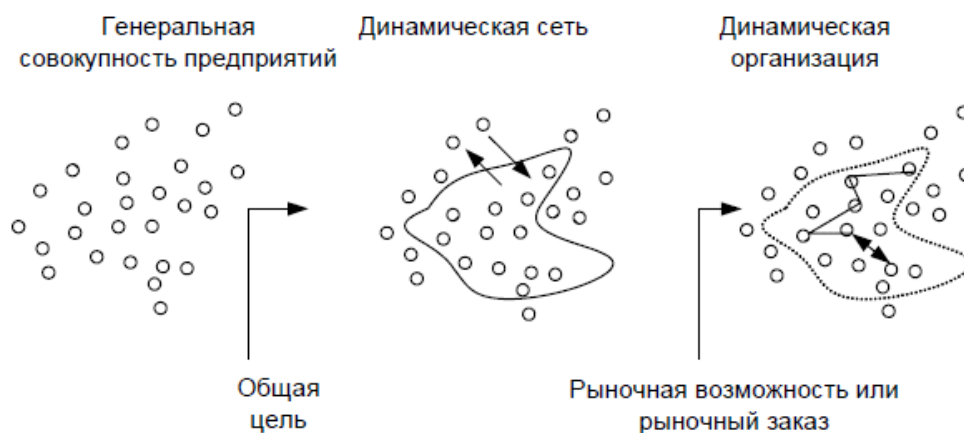 Генеральная
совокупность предприятий
Динамическая сеть
Динамическая
организация
Общая
цель
Рыночная возможность или
рыночный заказ